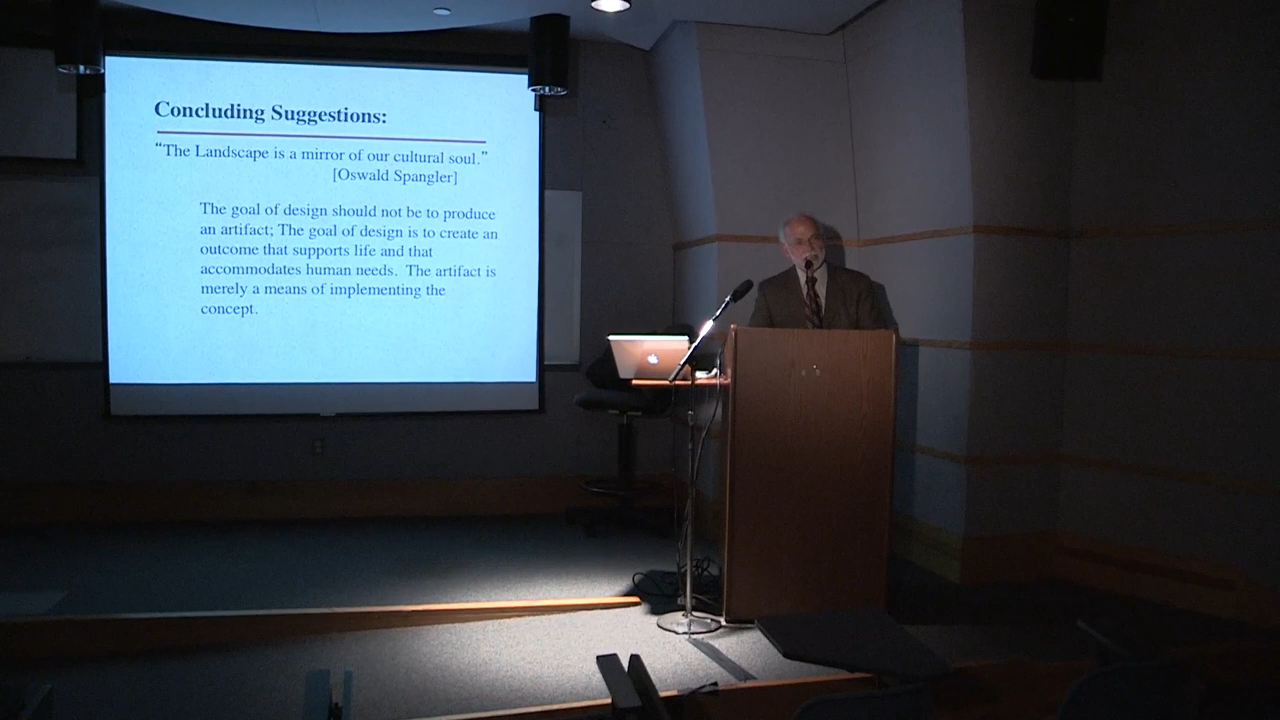 Concluding Suggestions:
“The Landscape is a mirror of our cultural soul.”
[Oswald Spangler]
The goal of design should not be to produce
an artifact; The goal of design is to create an
outcome that supports life and that
accommodates human needs. The artifact is
merely a means of implementing the
concept.